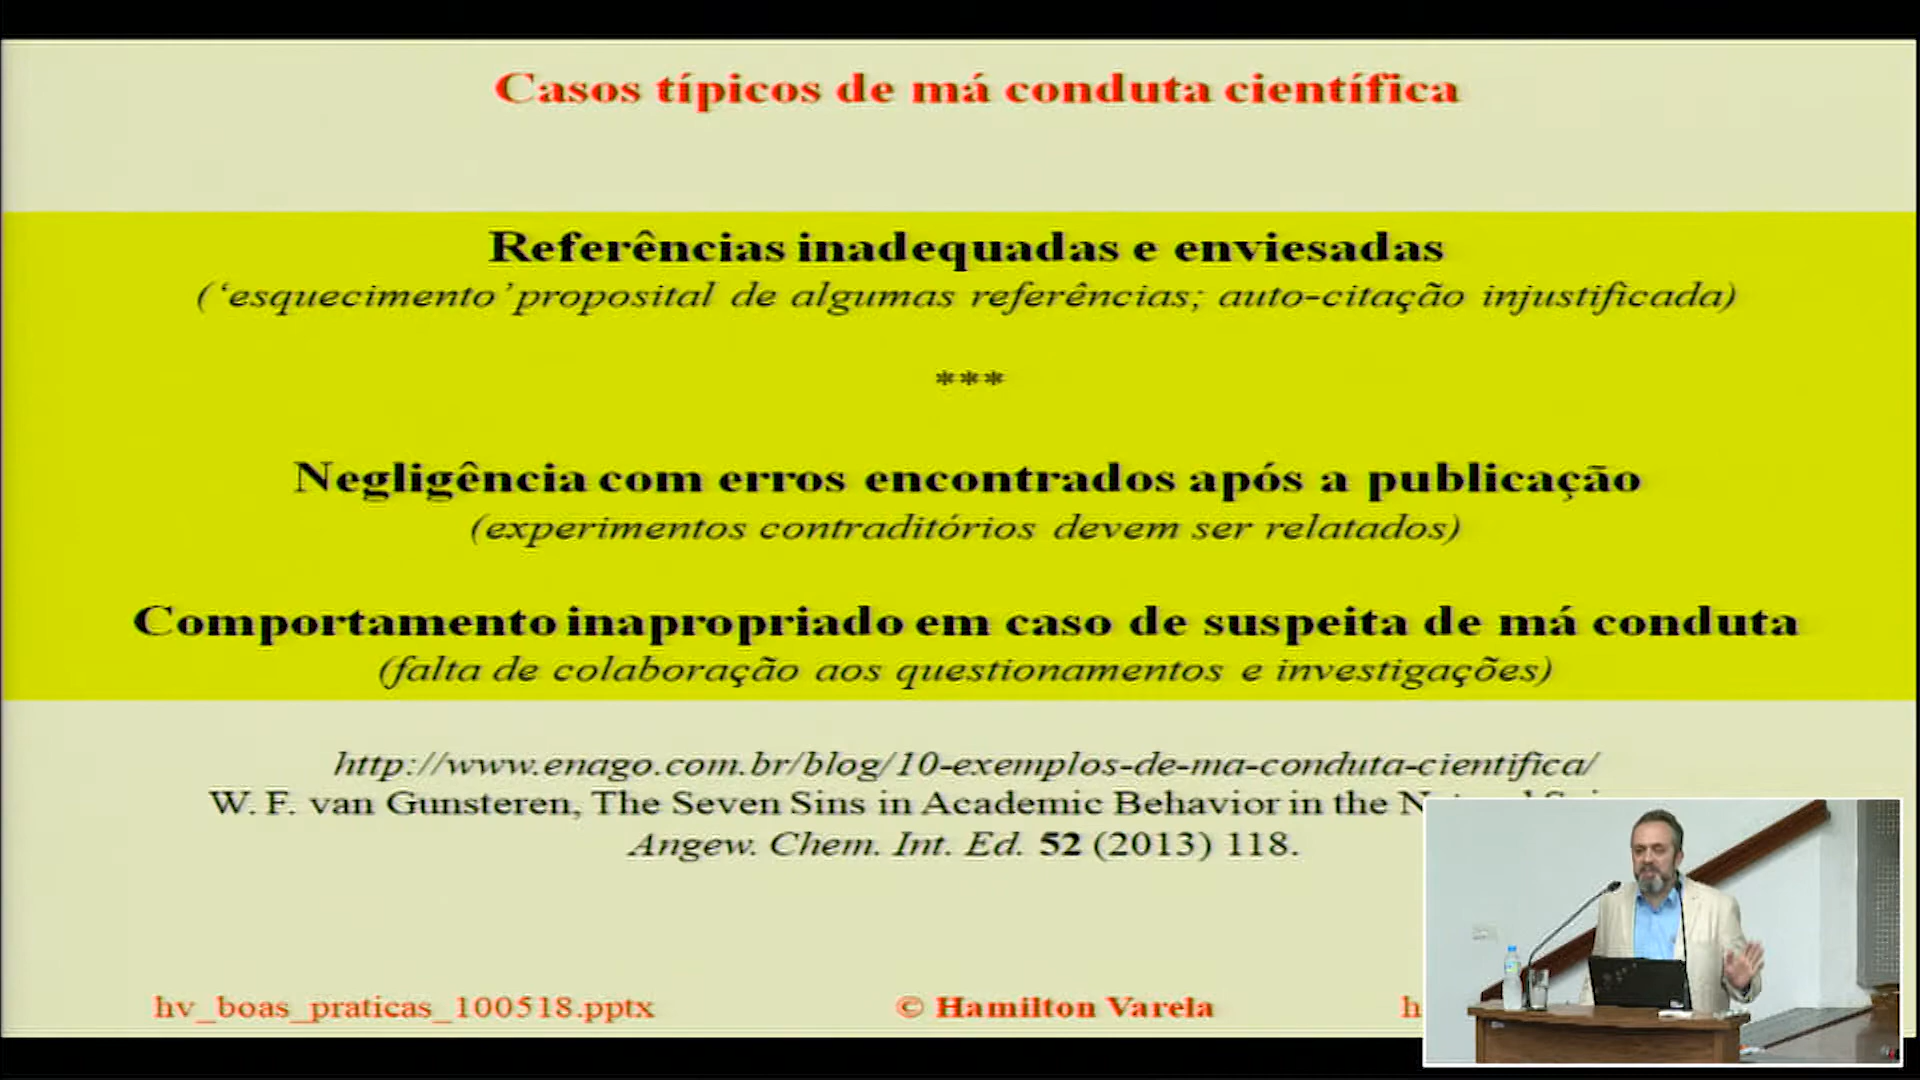 Casos típicos de má conduta científica
Referências inadequadas e enviesadas
(‘esquecimento’ proposital de algumas referências; auto-citação injustificada)
***
Negligência com erros encontrados após a publicação
(experimentos contraditórios devem ser relatados)
Comportamento inapropriado em caso de suspeita de má conduta
(falta de colaboração aos questionamentos e investigações)
http://www.enago.com.br/blog/10-exemplos-de-ma-conduta-cientifica/
W. F. van Gunsteren, The Seven Sins in Academic Behavior in the
Angew. Chem. Int. Ed. 52 (2013) 118.
hv_boas_praticas_100518.pptx
© Hamilton Varela